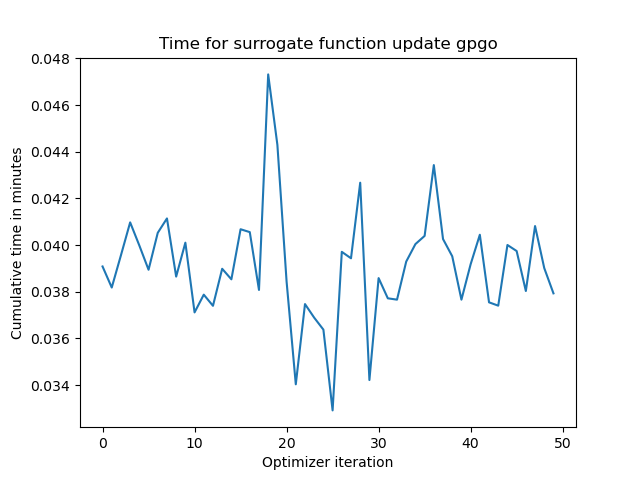 Time for surrogate function update gpgo
0.048
0.046
0.044
0.042
0.040
0.038
0.036
0.034
Cumulative time in minutes
0 10 20 30 40 50
Optimizer iteration